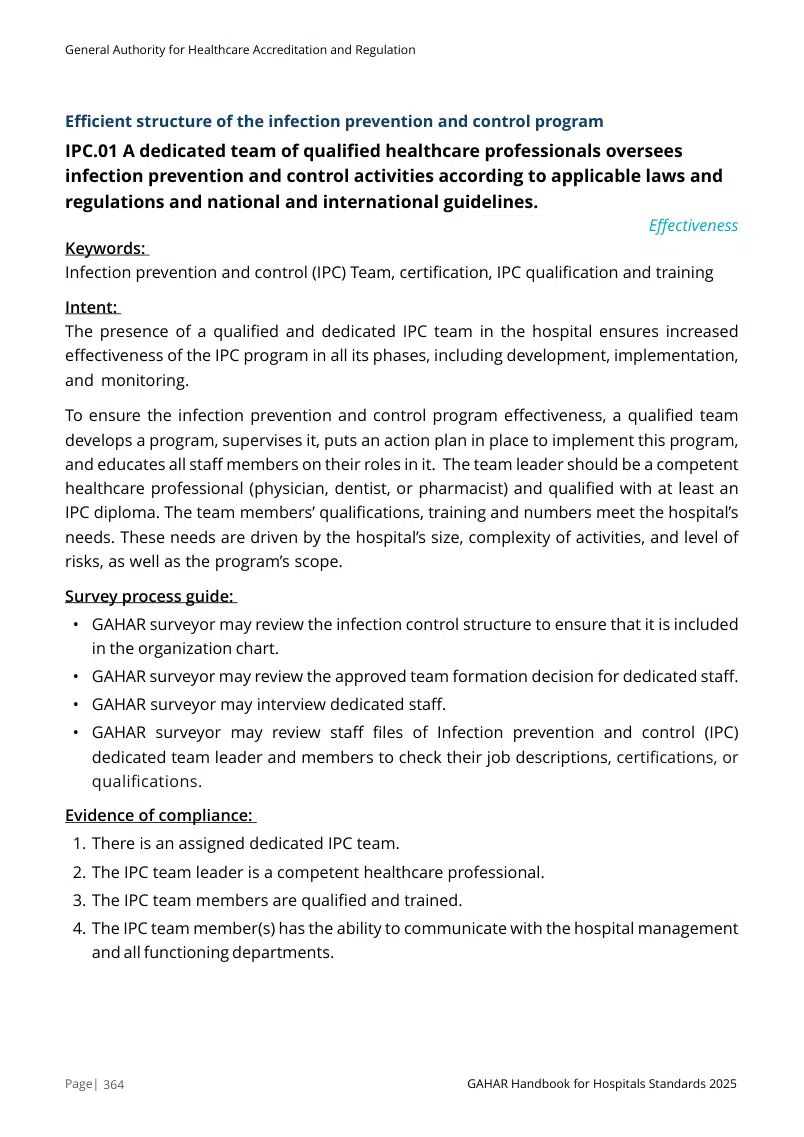 General Authority for Healthcare Accreditation and Regulation
Efficient structure of the infection prevention and control program
IPC.01 A dedicated team of qualified healthcare professionals oversees
infection prevention and control activities according to applicable laws and
regulations and national and international guidelines.
Effectiveness
Keywords:
Infection prevention and control (IPC) Team, certification, IPC qualification and training
Intent:
The presence of a qualified and dedicated IPC team in the hospital ensures increased
effectiveness of the IPC program in all its phases, including development, implementation,
and monitoring.
To ensure the infection prevention and control program effectiveness, a qualified team
develops a program, supervises it, puts an action plan in place to implement this program,
and educates all staff members on their roles in it. The team leader should be a competent
healthcare professional (physician, dentist, or pharmacist) and qualified with at least an
IPC diploma. The team members’ qualifications, training and numbers meet the hospital’s
needs. These needs are driven by the hospital’s size, complexity of activities, and level of
risks, as well as the program’s scope.
Survey process guide:
• GAHAR surveyor may review the infection control structure to ensure that it is included
in the organization chart.
• GAHAR surveyor may review the approved team formation decision for dedicated staff.
• GAHAR surveyor may interview dedicated staff.
• GAHAR surveyor may review staff files of Infection prevention and control (IPC)
dedicated team leader and members to check their job descriptions, certifications, or
qualifications.
Evidence of compliance:
1. There is an assigned dedicated IPC team.
2. The IPC team leader is a competent healthcare professional.
3. The IPC team members are qualified and trained.
4. The IPC team member(s) has the ability to communicate with the hospital management
and all functioning departments.
Page| 364
GAHAR Handbook for Hospitals Standards 2025